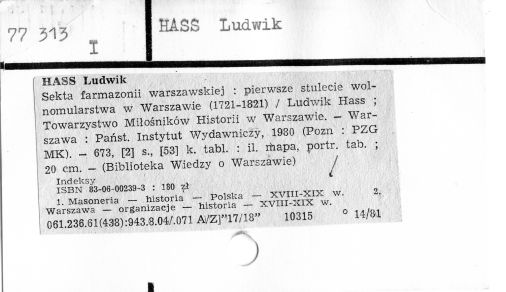 77 313
I
HASS Ludwik
HASS Ludwik
Sekta farmazonii warszawskiej : pierwsze stulecie wol-
nomularstwa w Warszawie (1721-1821) / Ludwik Hass ;
Towarzystwo Miłośników Historii w Warszawie. — War-
szawa : Państ. Instytut Wydawniczy, 1980 (Pozn : PZG
MK). — 673, [2] s., [53] k. tabl. : il. mapa, portr. tab. ;
20 cm. — (Biblioteka Wiedzy o Warszawie)
Indeksy
ISBN 83-06-00239-3 : 180 zł
1. Masoneria — historia — Polska — XVIII-XIX w. 2.
Warszawa — organizacje — historia — XVIII-XIX w.
061.236.61(438):943.8.04/.071 A/Z]"17/18" 10315 ° 14/81